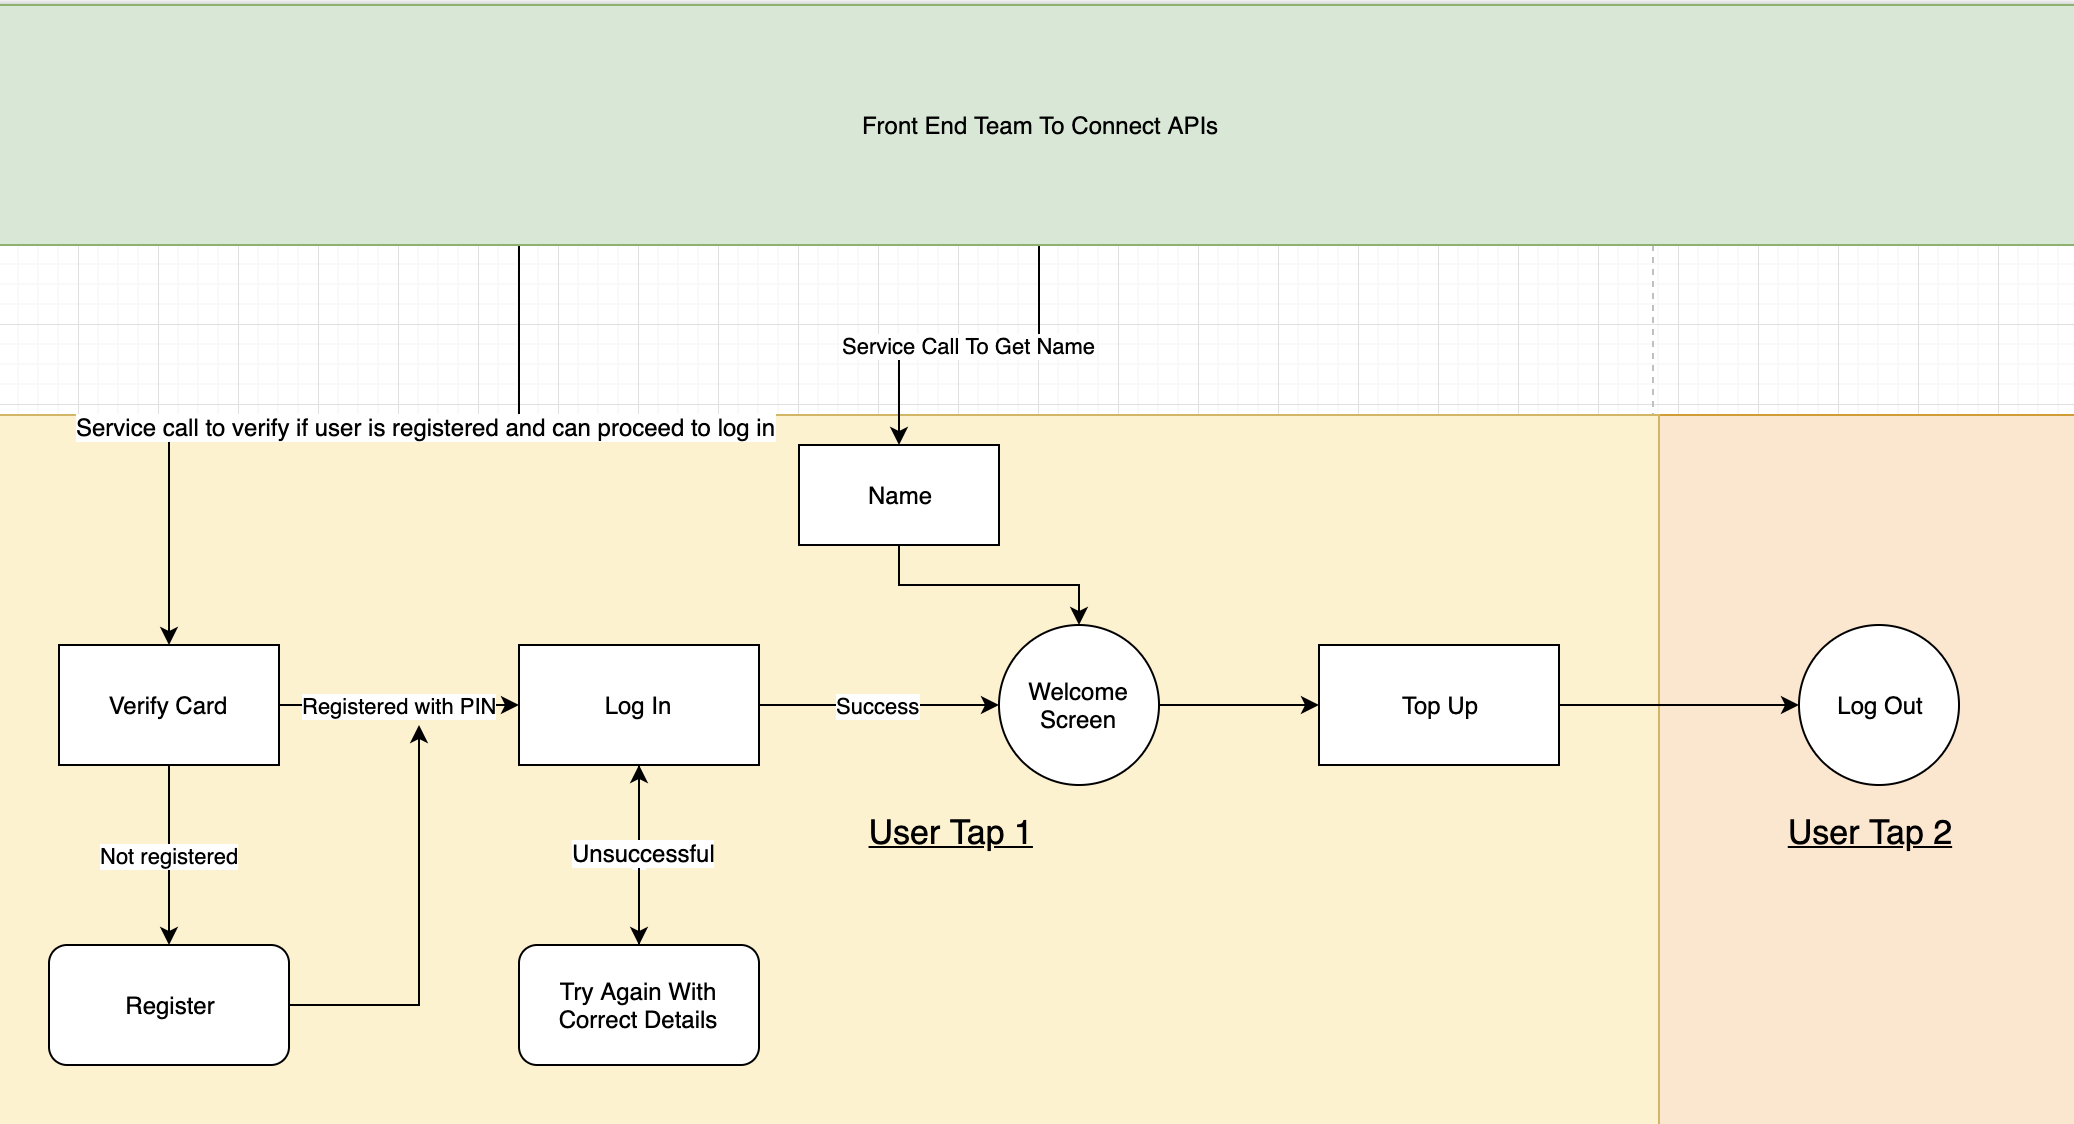 Front End Team To Connect APIs
Service Call To Get Name
Service call to verify if user is registered and can proceed to log in
Name
Verify Card
Registered with PIN
Log In
Success
Welcome
Screen
Top Up
Log Out
User Tap 1
User Tap 2
Not registered
Unsuccessful
Register
Try Again With
Correct Details